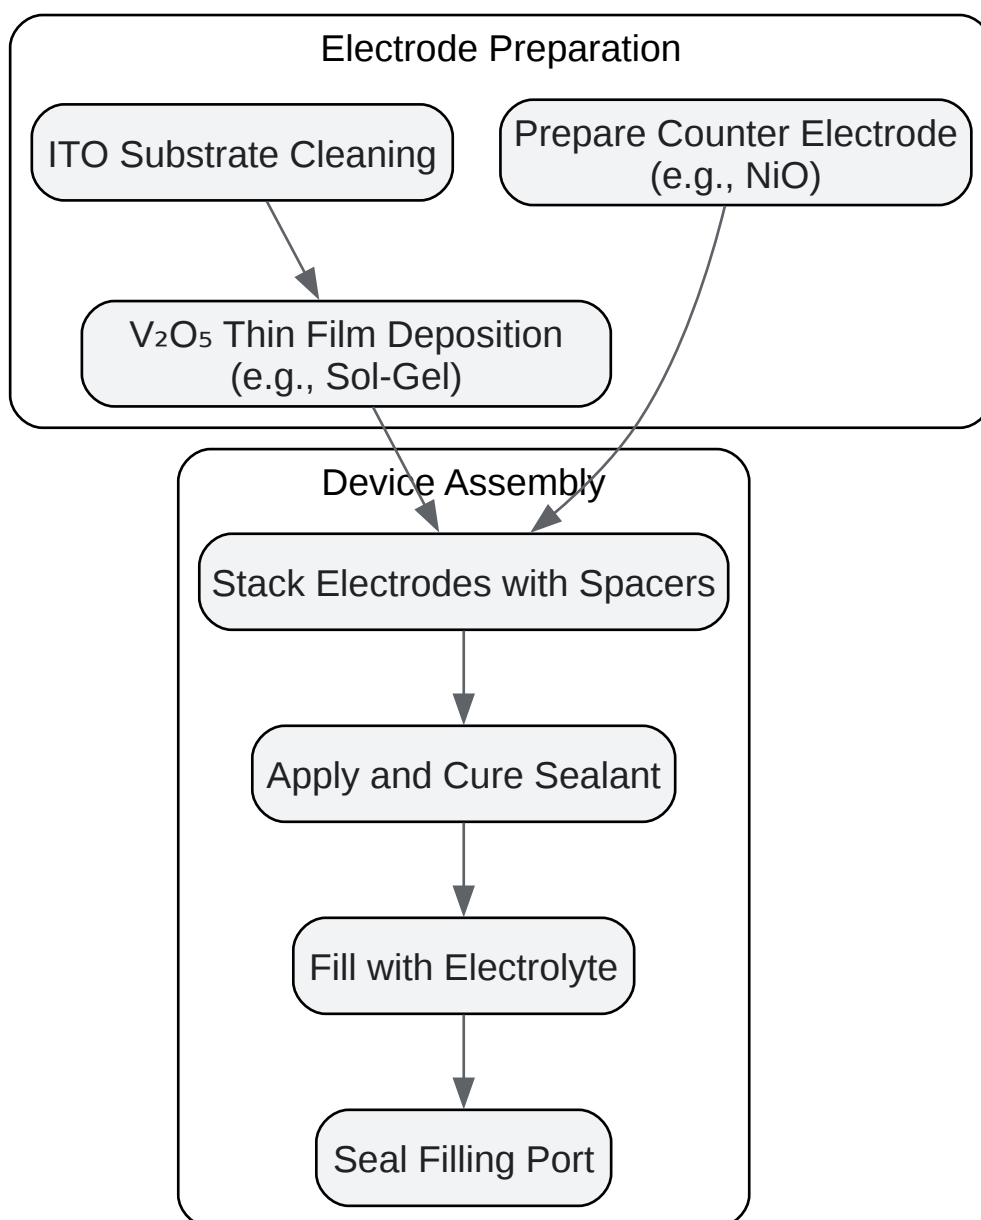 Electrode Preparation
ITO Substrate Cleaning
Prepare Counter Electrode
(e.g., NiO)
V₂O₅ Thin Film Deposition
(e.g., Sol-Gel)
Device Assembly
Stack Electrodes with Spacers
Apply and Cure Sealant
Fill with Electrolyte
Seal Filling Port